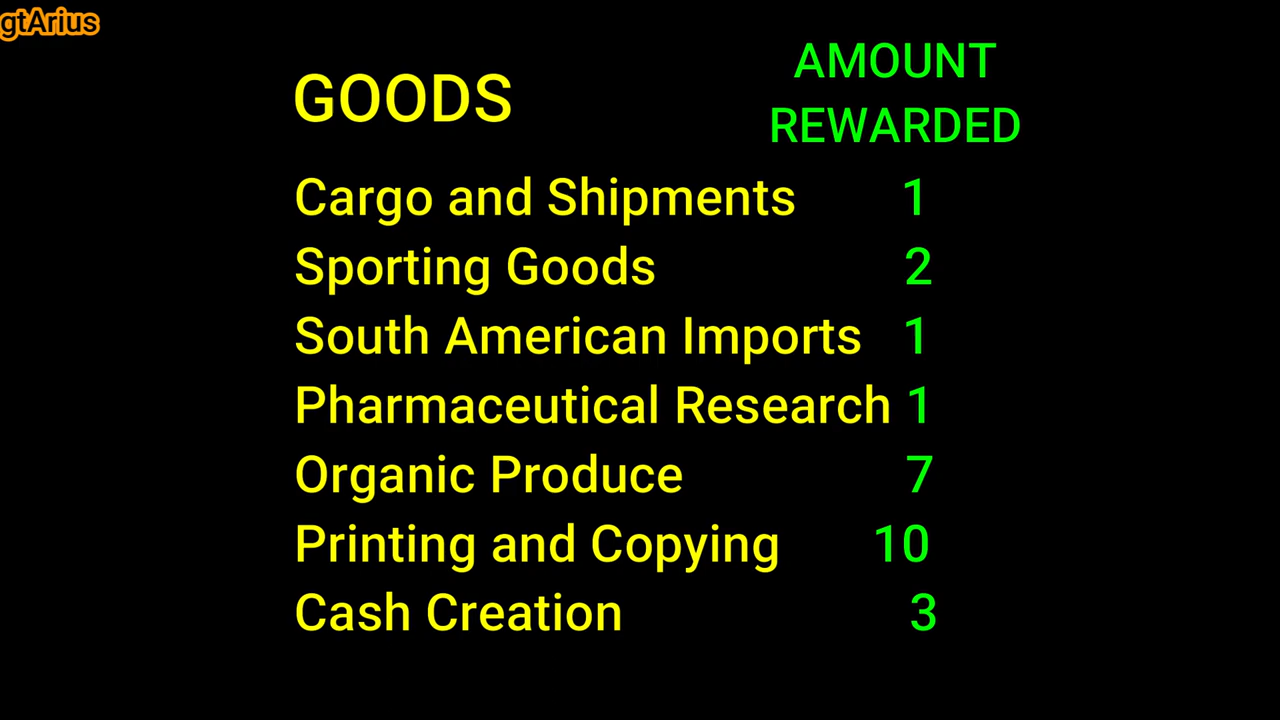 gtArius
GOODS
AMOUNT
REWARDED
Cargo and Shipments 1
Sporting Goods 2
South American Imports 1
Pharmaceutical Research 1
Organic Produce 7
Printing and Copying 10
Cash Creation 3